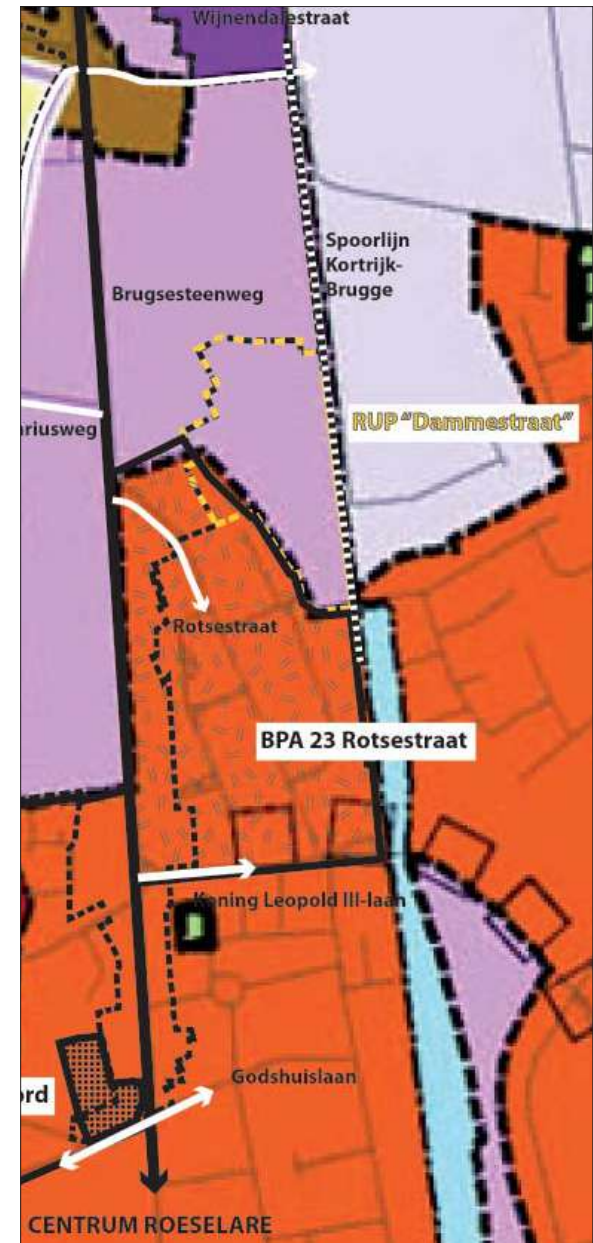 Wijnendalestraat
Spoorlijn
Kortrijk-
Brugge
Brugsesteenweg
RUP "Dammestraat"
ariusweg
Rotsestraat
BPA 23 Rotsestraat
Koning Leopold III-laan
Godshuislaan
ord
CENTRUM ROESELARE